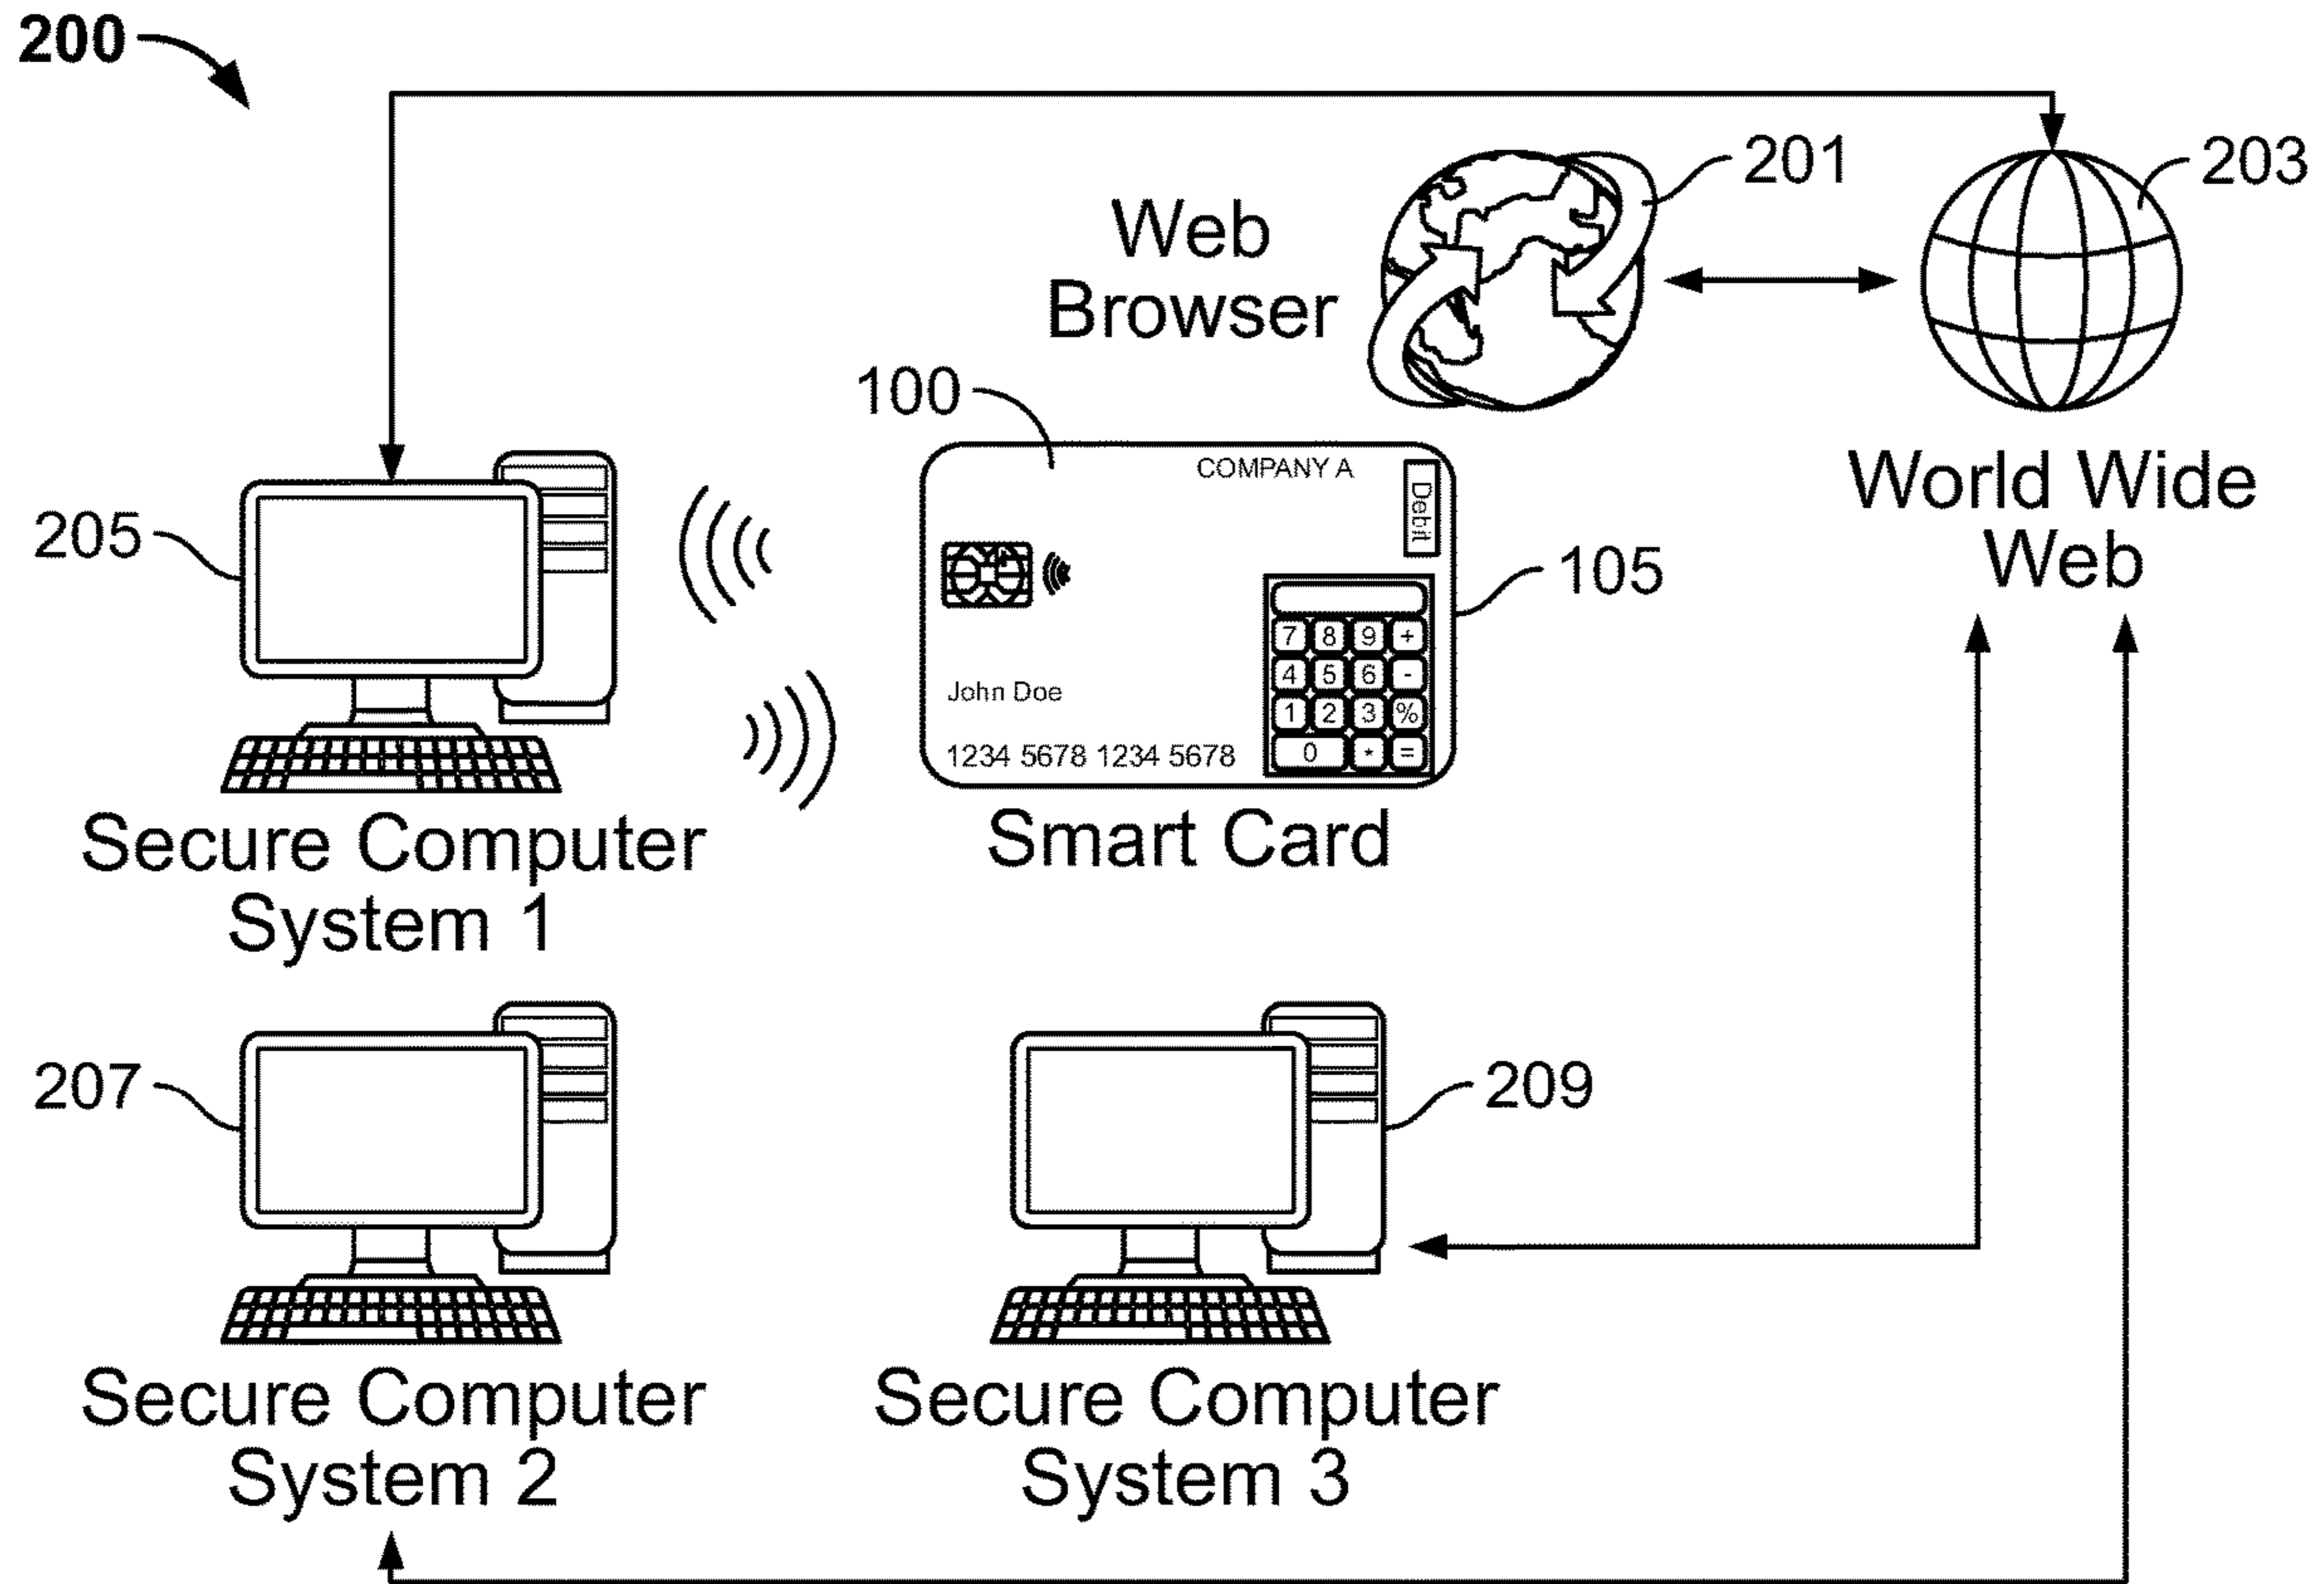 200
201
203
Web
Browser
100
COMPANY A
Debit
World Wide
Web
205
105
7 8 9 +
4 5 6 -
John Doe
1 2 3 %
1234 5678 1234 5678
0 * =
Secure Computer
System 1
Smart Card
207
209
Secure Computer
System 2
Secure Computer
System 3